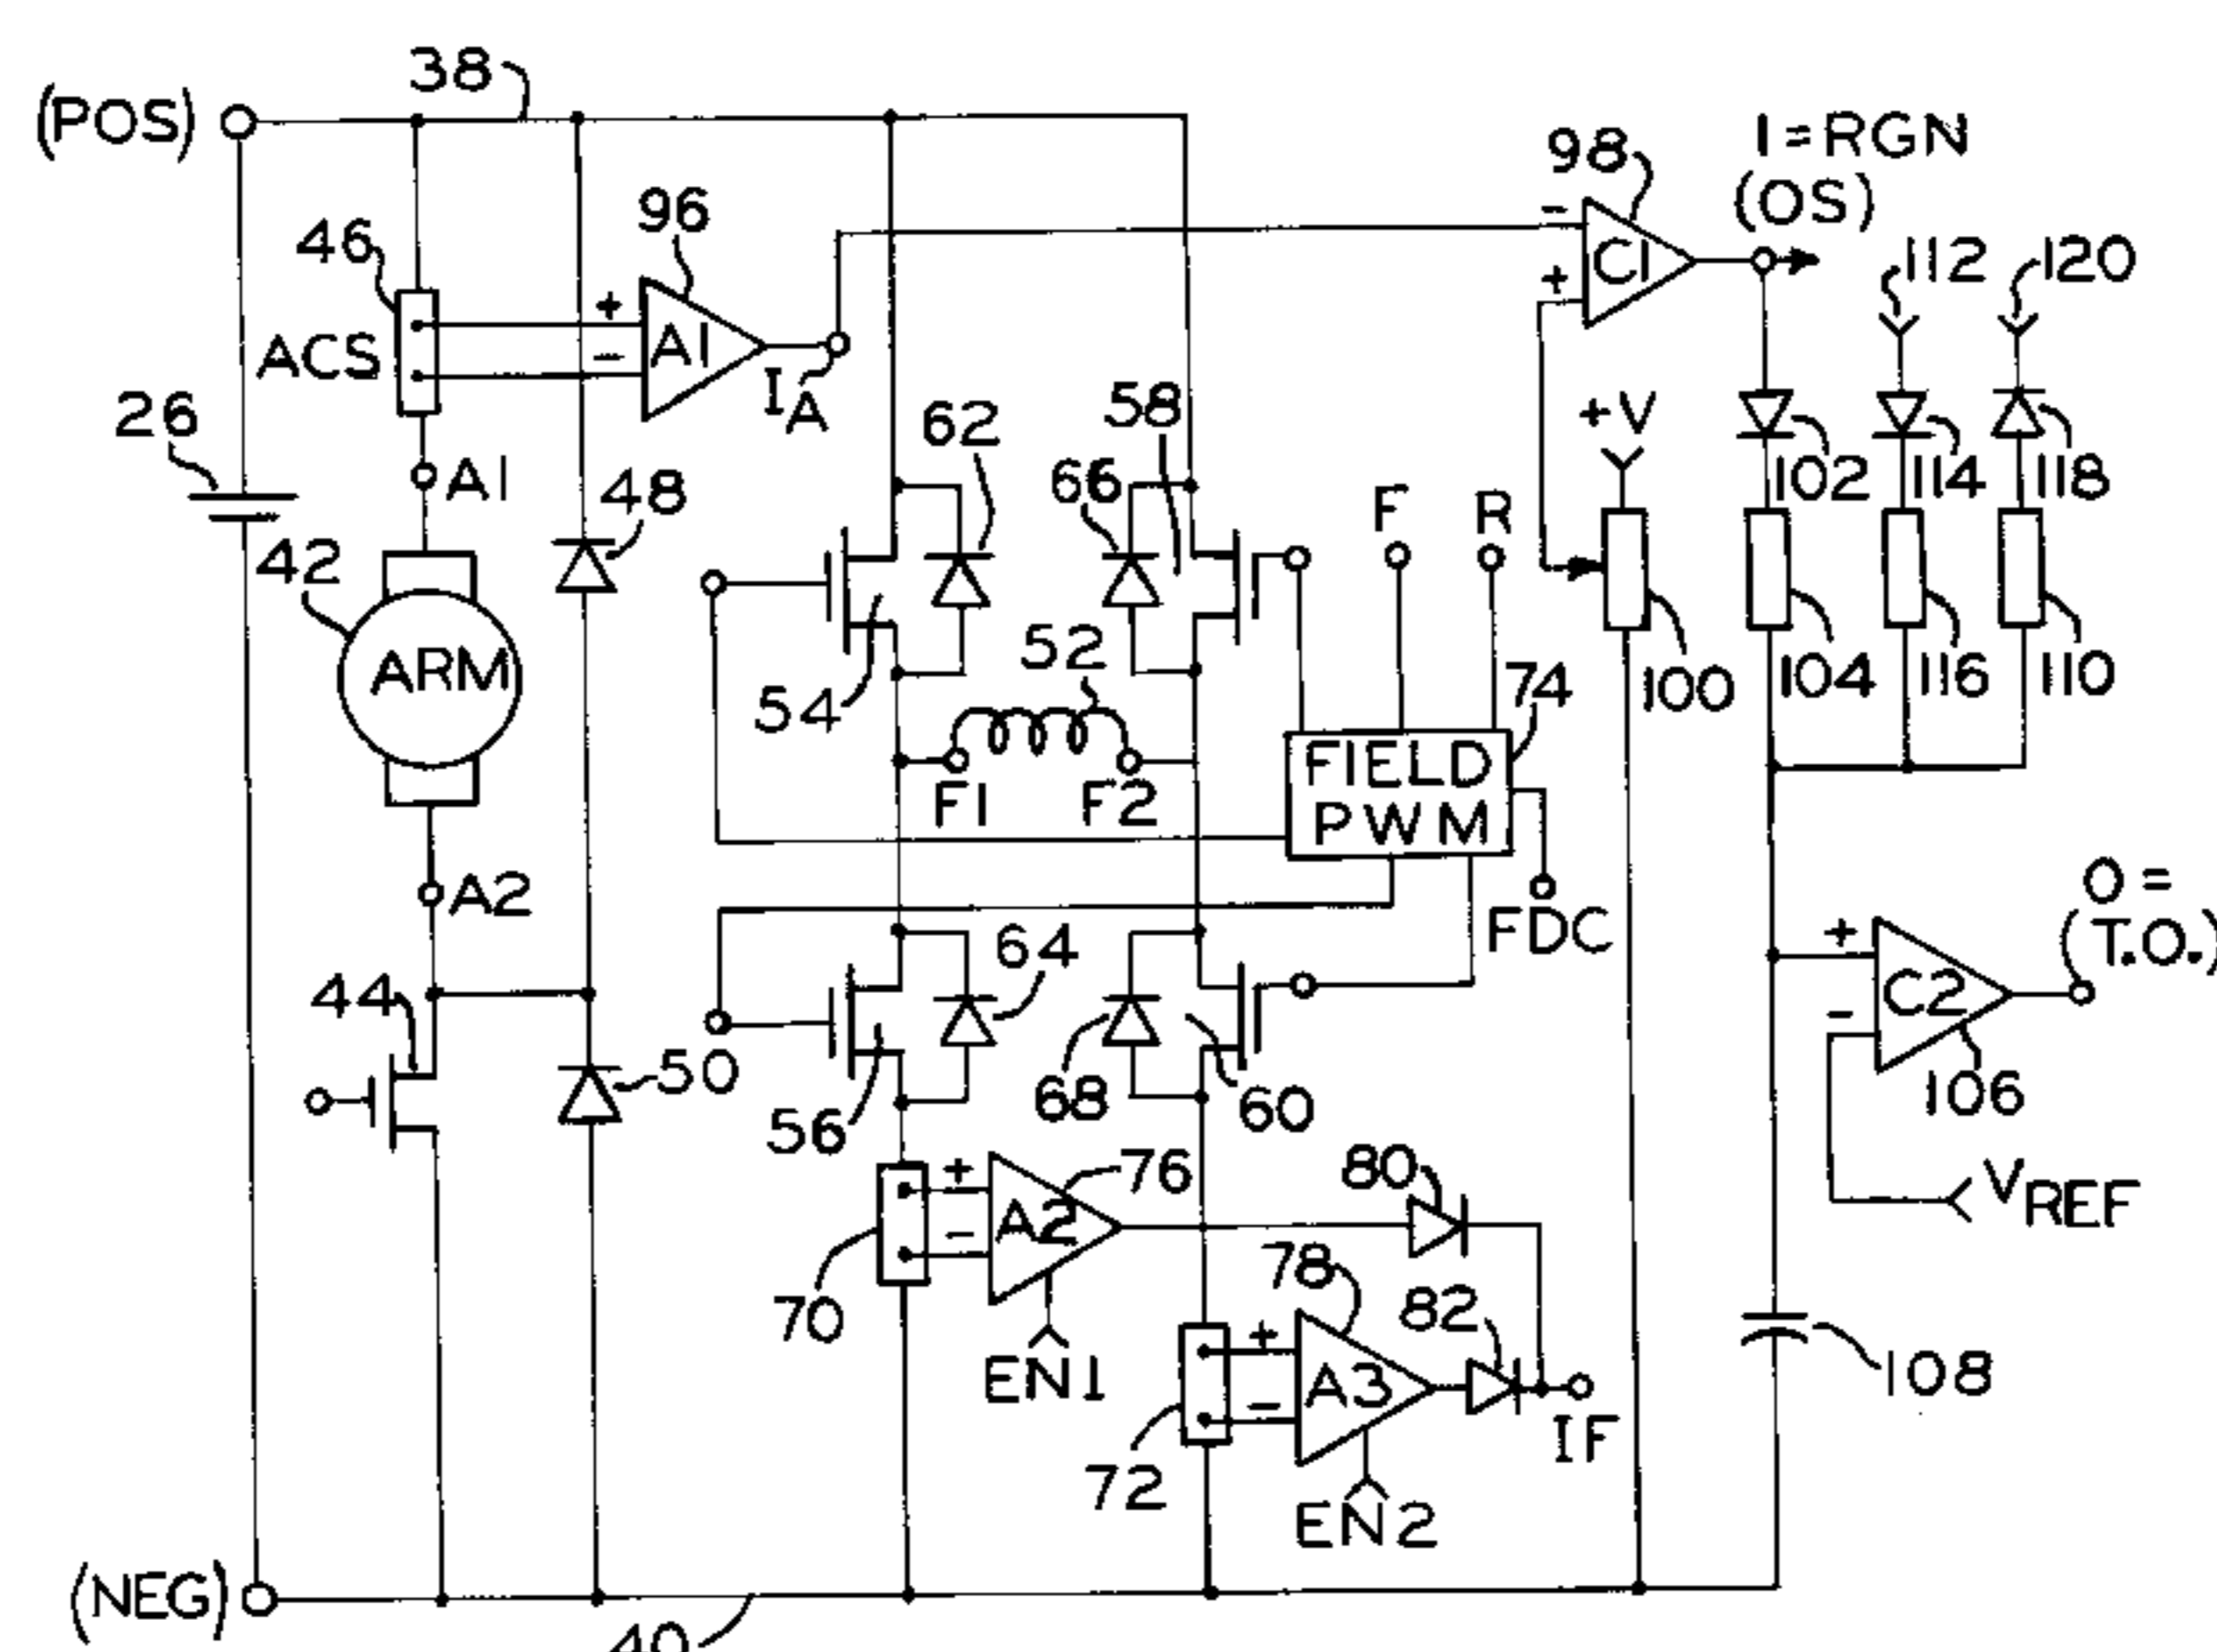 38
(POS)
1 = RGN
(OS)
98
96
46
+
-
A1
ACS
I_A
-
+
C1
112
120
26
A1
48
62
58
66
F
R
+V
102
114
118
42
ARM
54
52
74
100
104
116
110
F1
F2
FIELD
PWM
FDC
A2
44
50
64
56
68
60
0 =
(T.O.)
+
-
C2
106
V_REF
76
+
-
A2
70
EN1
80
78
82
+
-
A3
72
EN2
IF
108
(NEG)
40